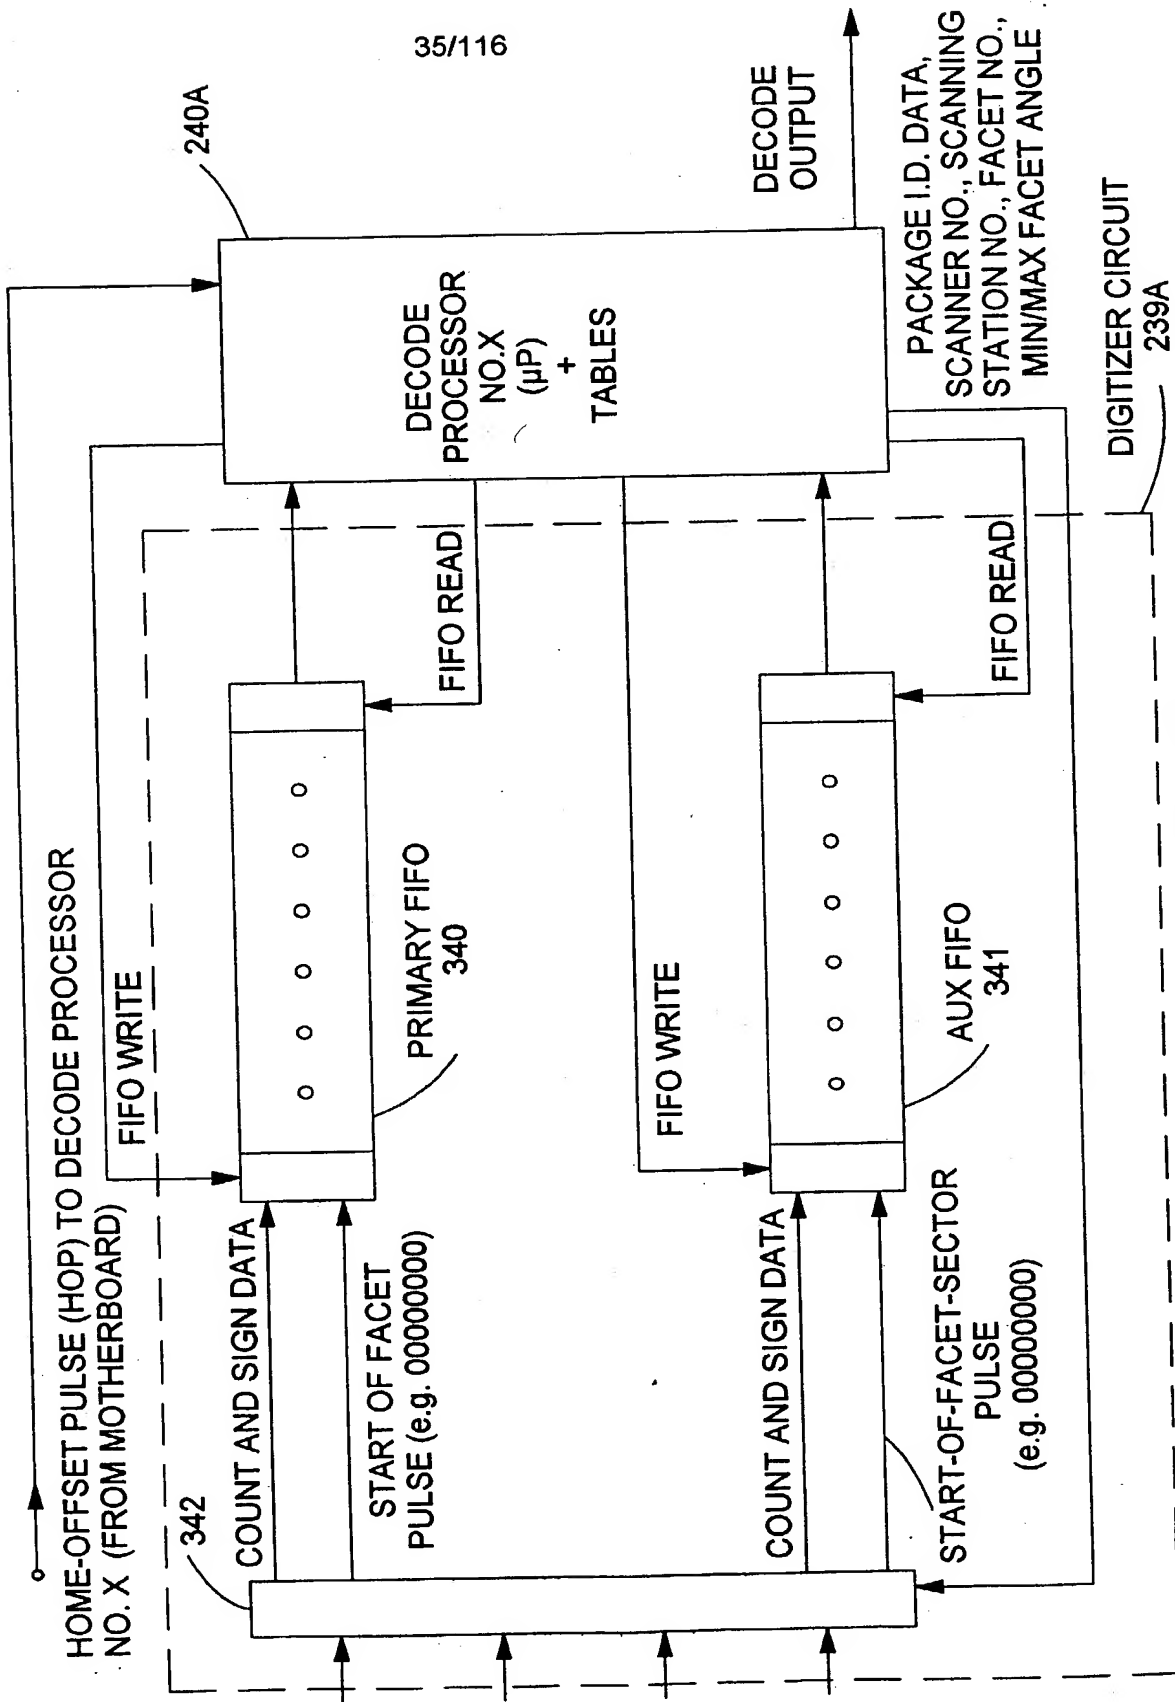 35/116
HOME-OFFSET PULSE (HOP) TO DECODE PROCESSOR
NO. X (FROM MOTHERBOARD)
FIFO WRITE
240A
342
COUNT AND SIGN DATA
START OF FACET
PULSE (e.g. 00000000)
PRIMARY FIFO
340
FIFO READ
DECODE
PROCESSOR
NO.X
(µP)
+
TABLES
DECODE
OUTPUT
FIFO WRITE
COUNT AND SIGN DATA
START-OF-FACET-SECTOR
PULSE
(e.g. 00000000)
AUX FIFO
341
FIFO READ
PACKAGE I.D. DATA,
SCANNER NO., SCANNING
STATION NO., FACET NO.,
MIN/MAX FACET ANGLE
DIGITIZER CIRCUIT
239A